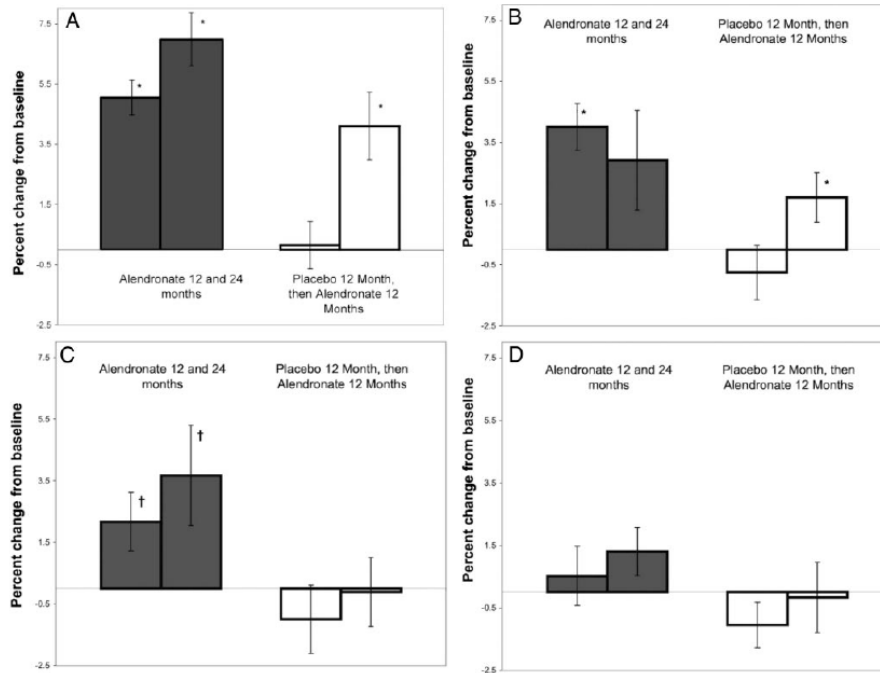 A
Percent change from baseline
7.5
5.5
3.5
1.5
-0.5
-2.5
*
*
*
Alendronate 12 and 24
months
Placebo 12 Month,
then Alendronate 12
Months
B
Percent change from baseline
7.5
5.5
3.5
1.5
-0.5
-2.5
Alendronate 12 and 24
months
Placebo 12 Month, then
Alendronate 12 Months
*
*
C
Percent change from baseline
7.5
5.5
3.5
1.5
-0.5
-2.5
Alendronate 12 and 24
months
Placebo 12 Month, then
Alendronate 12 Months
†
†
D
Percent change from baseline
7.5
5.5
3.5
1.5
-0.5
-2.5
Alendronate 12 and 24
months
Placebo 12 Month, then
Alendronate 12 Months